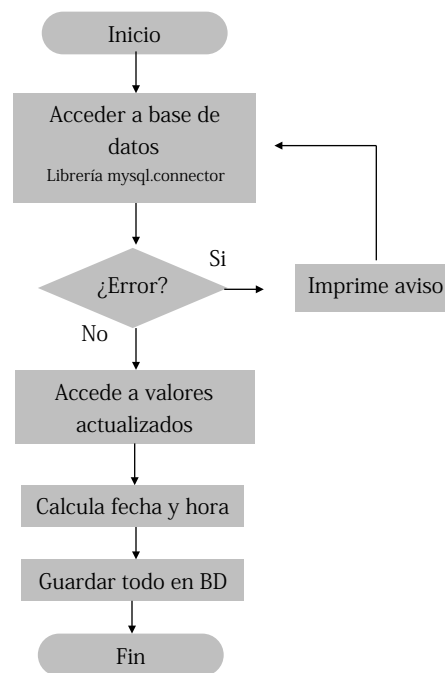 Inicio
Acceder a base de
datos
Librería mysql.connector
¿Error?
Si
Imprime aviso
No
Accede a valores
actualizados
Calcula fecha y hora
Guardar todo en BD
Fin